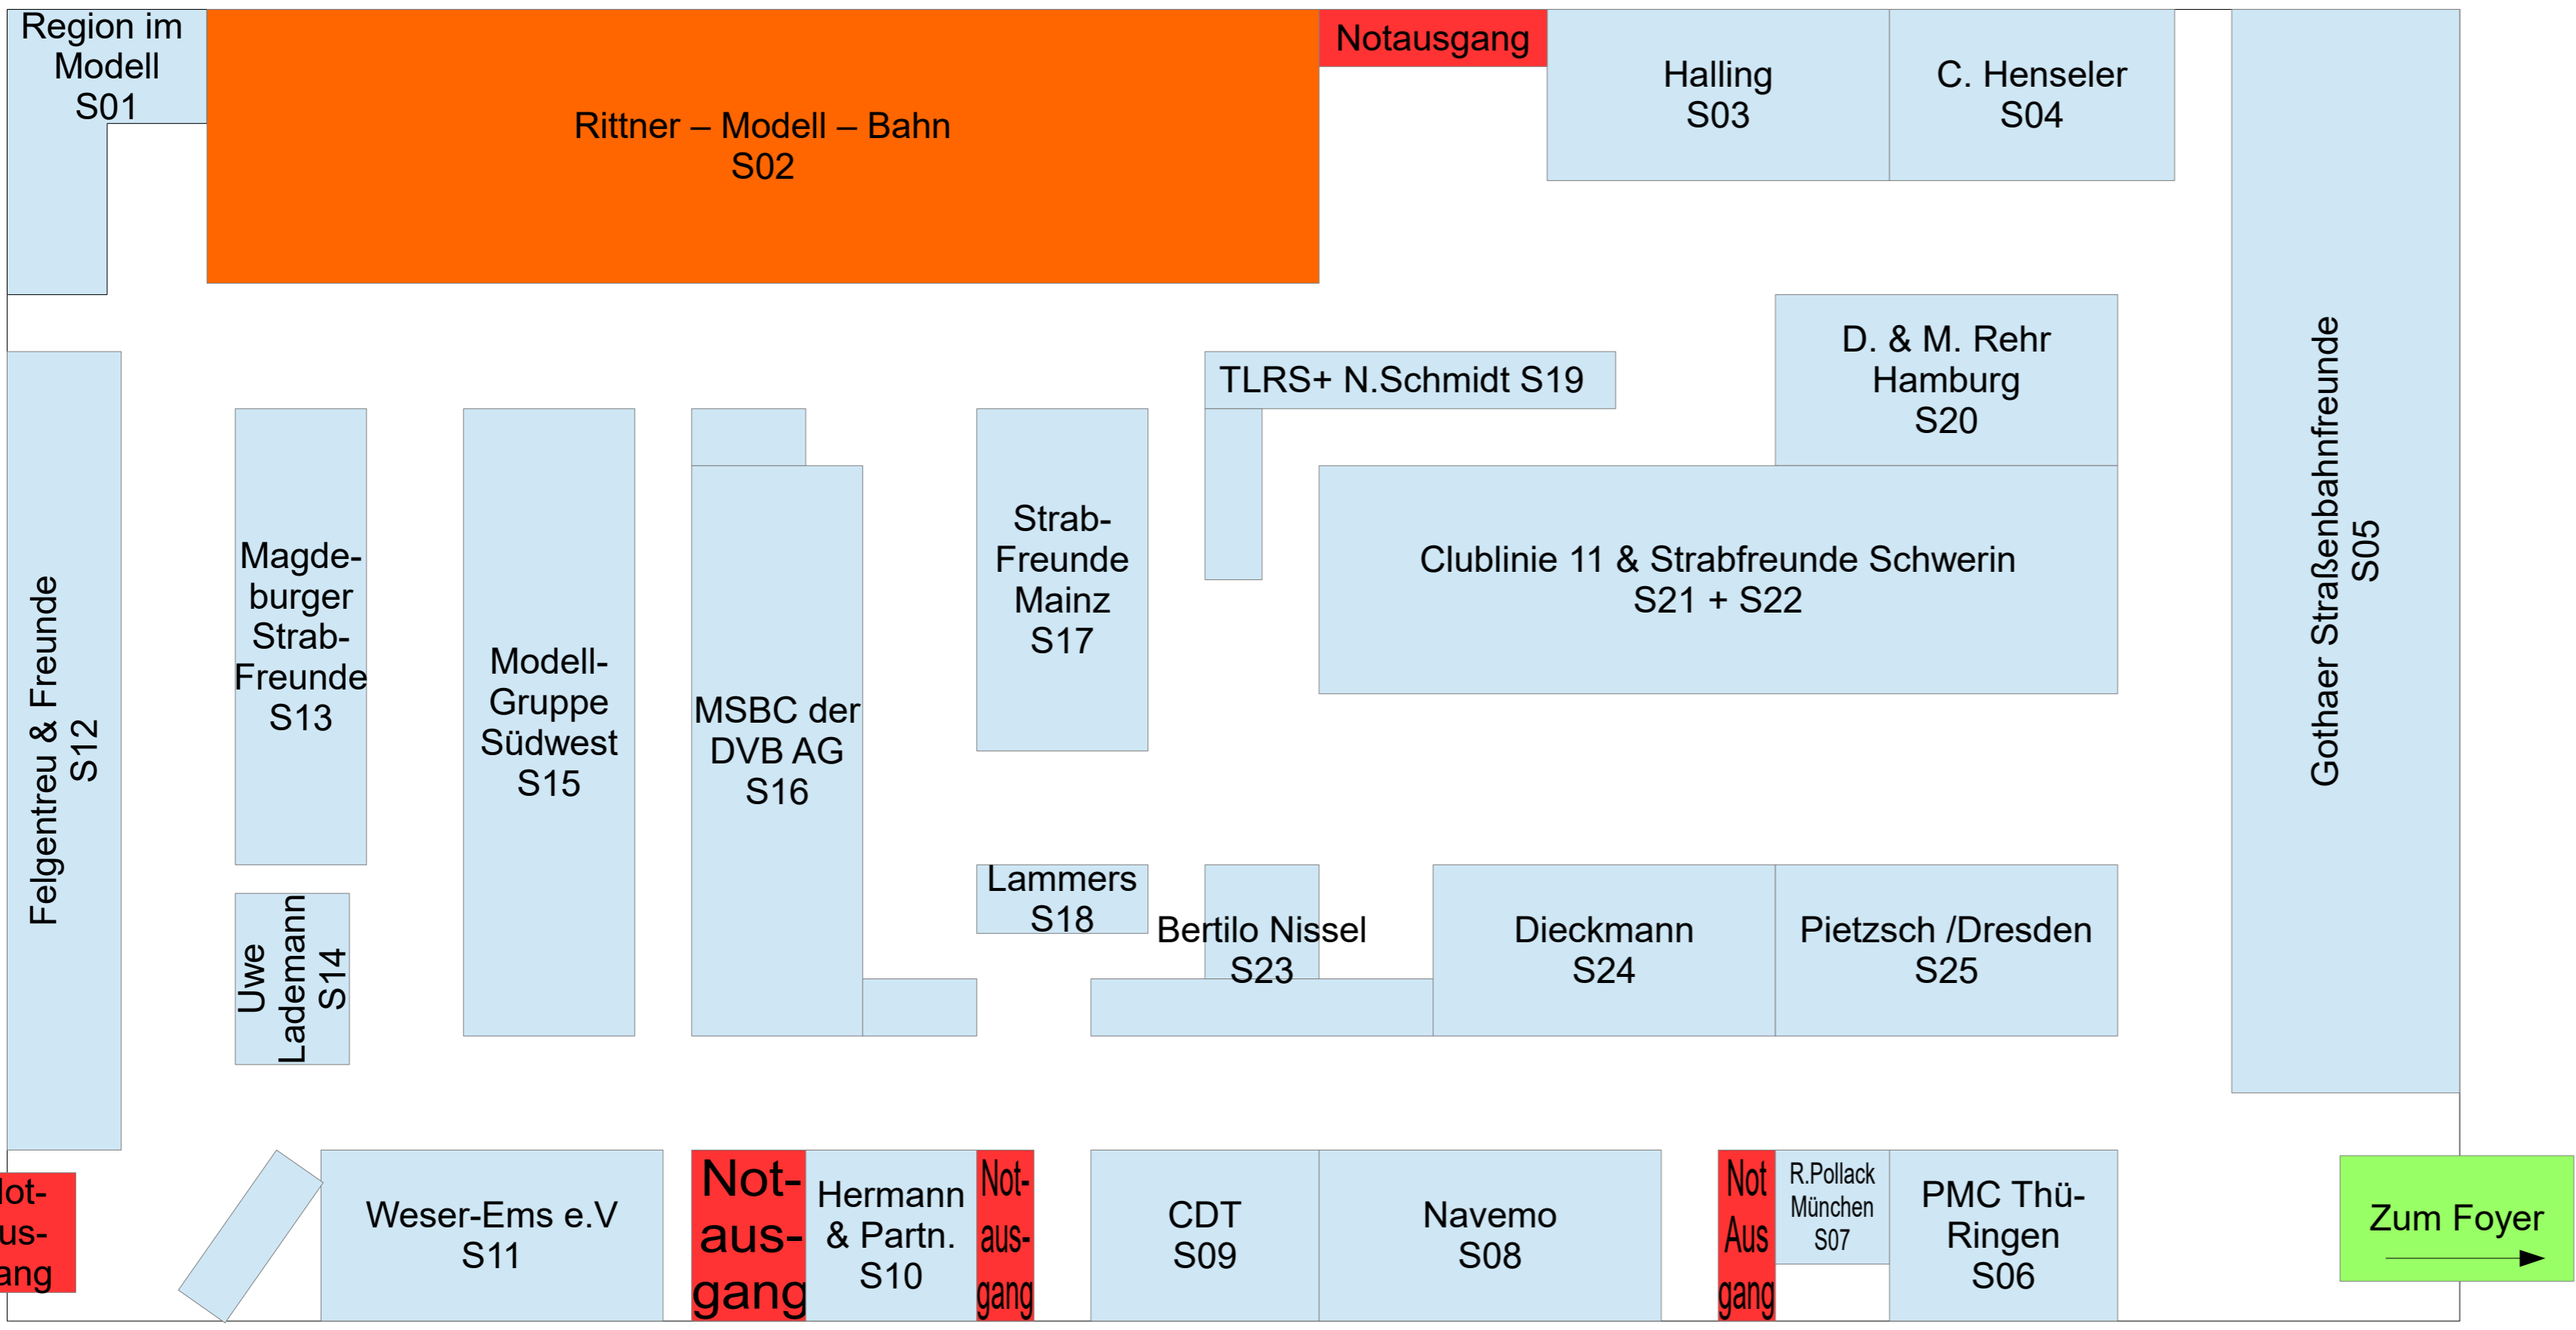 Region im
Modell
S01
Rittner – Modell – Bahn
S02
Notausgang
Halling
S03
C. Henseler
S04
Gothaer Straßenbahnfreunde
S05
D. & M. Rehr
Hamburg
S20
TLRS+ N.Schmidt S19
Clublinie 11 & Strabfreunde Schwerin
S21 + S22
Strab-
Freunde
Mainz
S17
Magde-
burger
Strab-
Freunde
S13
Modell-
Gruppe
Südwest
S15
MSBC der
DVB AG
S16
Felgentreu & Freunde
S12
Uwe
Lademann
S14
Lammers
S18
Bertilo Nissel
S23
Dieckmann
S24
Pietzsch /Dresden
S25
ot-
us-
ang
Weser-Ems e.V
S11
Not-
aus-
gang
Hermann
& Partn.
S10
Not-
aus-
gang
CDT
S09
Navemo
S08
Not
Aus
gang
R.Pollack
München
S07
PMC Thü-
Ringen
S06
Zum Foyer